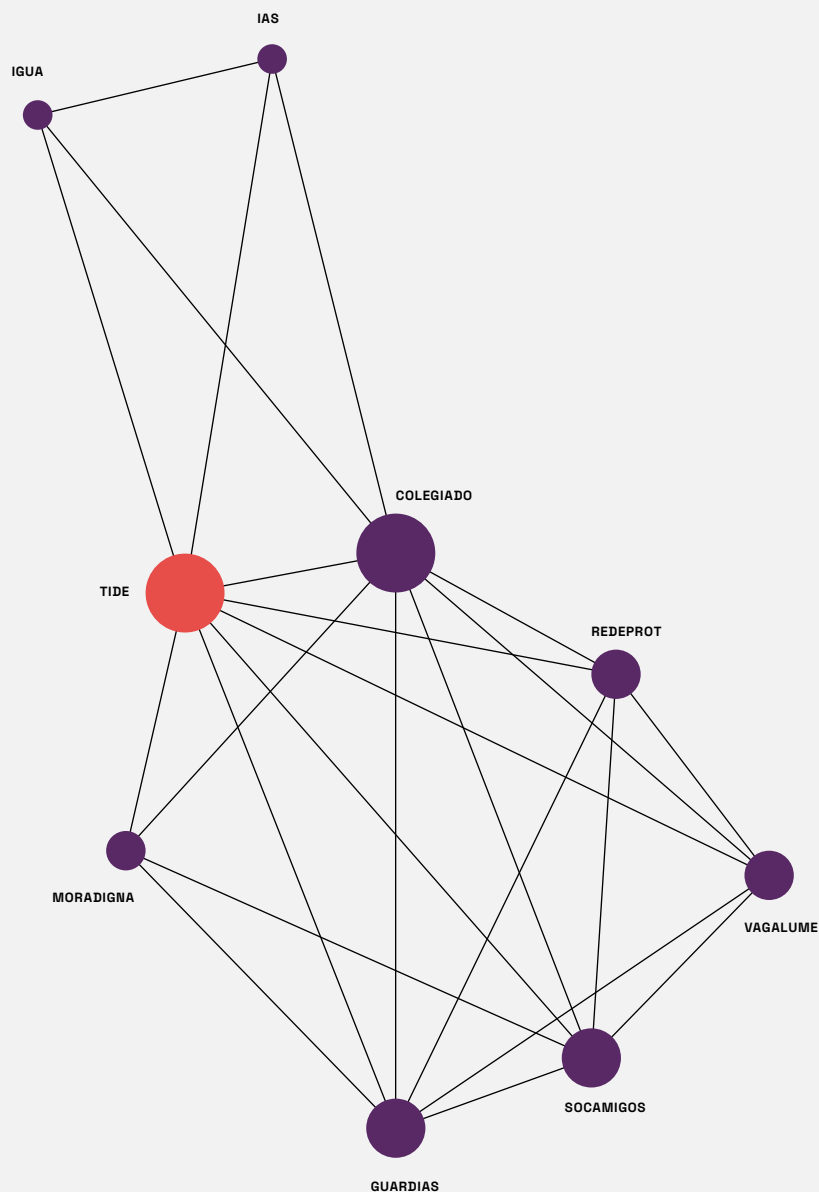 IAS
IGUA
COLEGIADO
TIDE
REDEPROT
MORADIGNA
VAGALUME
SOCAMIGOS
GUARDIAS